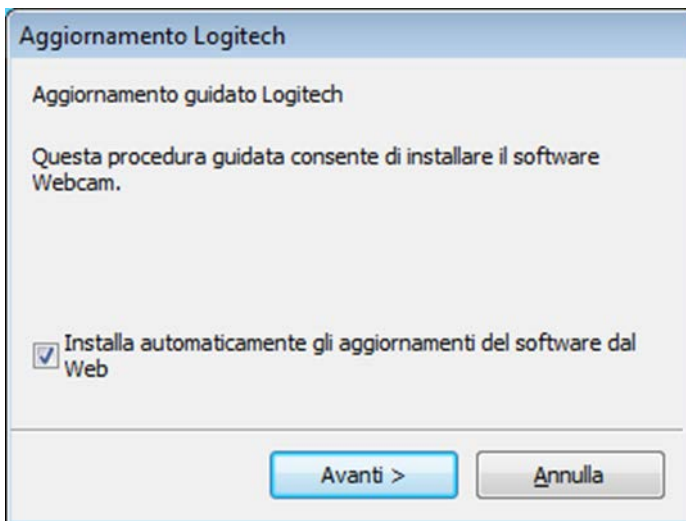 Aggiornamento Logitech
Aggiornamento guidato Logitech
Questa procedura guidata consente di installare il software
Webcam.
Installa automaticamente gli aggiornamenti del software dal
Web
Avanti >
Annulla